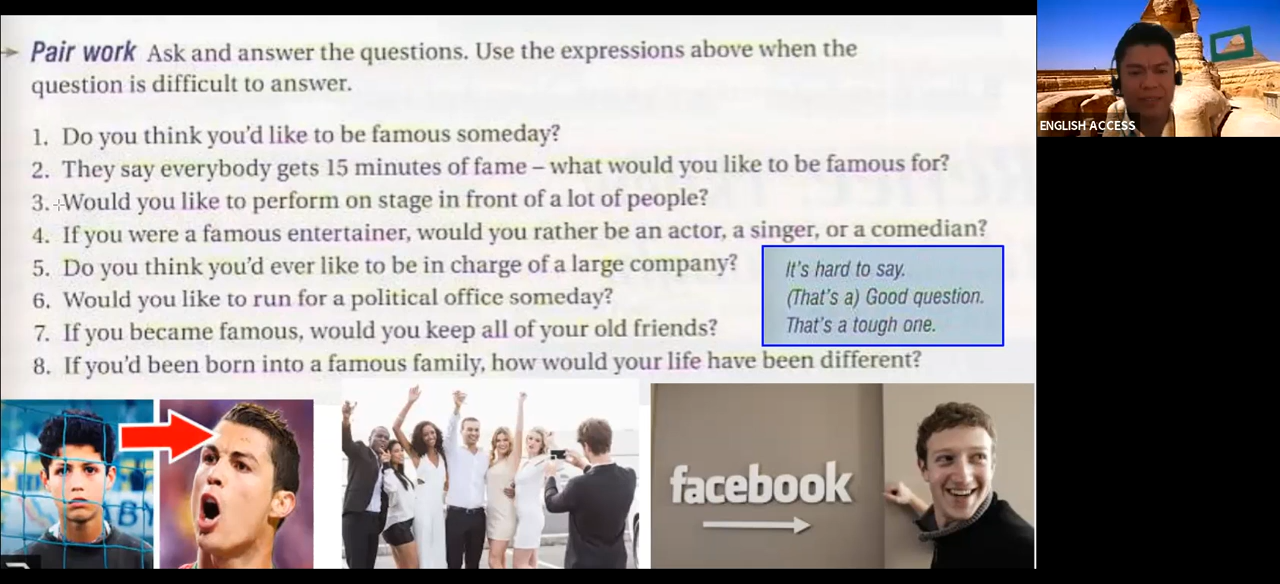 Pair work Ask and answer the questions. Use the expressions above when the
question is difficult to answer.
1. Do you think you'd like to be famous someday?
2. They say everybody gets 15 minutes of fame – what would you like to be famous for?
3. Would you like to perform on stage in front of a lot of people?
4. If you were a famous entertainer, would you rather be an actor, a singer, or a comedian?
5. Do you think you'd ever like to be in charge of a large company?
6. Would you like to run for a political office someday?
7. If you became famous, would you keep all of your old friends?
8. If you'd been born into a famous family, how would your life have been different?
It's hard to say.
(That's a) Good question.
That's a tough one.
facebook
ENGLISH ACCESS